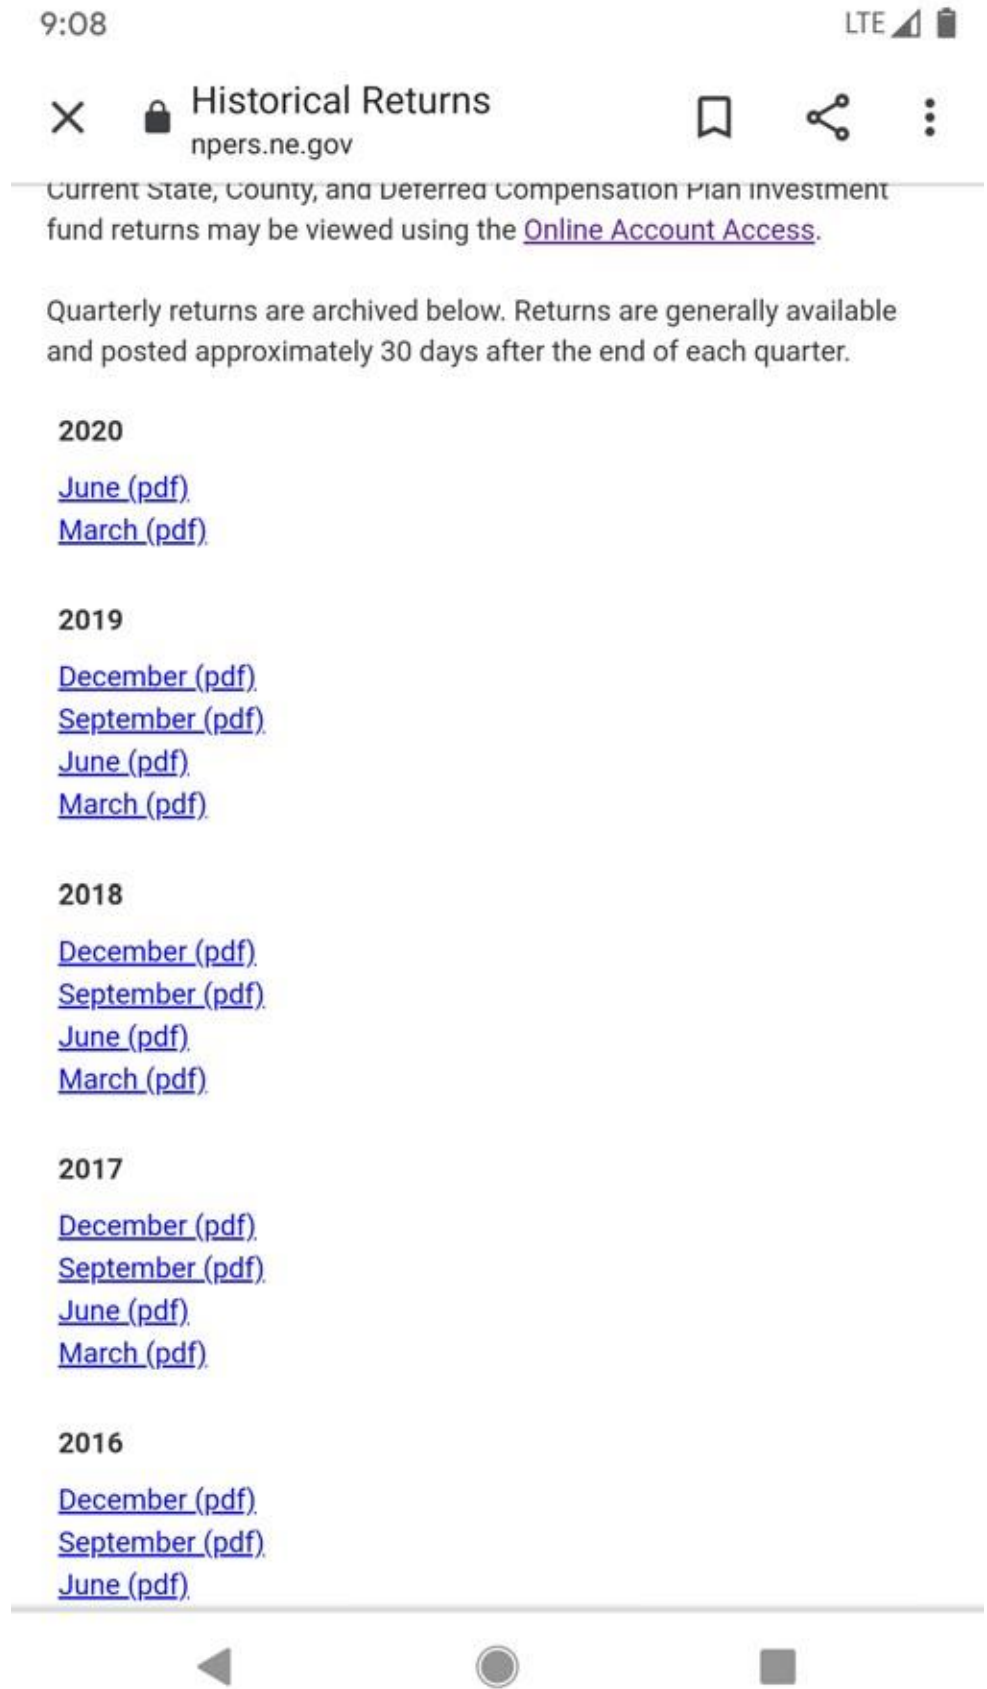 9:08
LTE
Historical Returns
npers.ne.gov
Current State, County, and Deferred Compensation Plan investment
fund returns may be viewed using the Online Account Access.
Quarterly returns are archived below. Returns are generally available
and posted approximately 30 days after the end of each quarter.
2020
June (pdf)
March (pdf)
2019
December (pdf)
September (pdf)
June (pdf)
March (pdf)
2018
December (pdf)
September (pdf)
June (pdf)
March (pdf)
2017
December (pdf)
September (pdf)
June (pdf)
March (pdf)
2016
December (pdf)
September (pdf)
June (pdf)